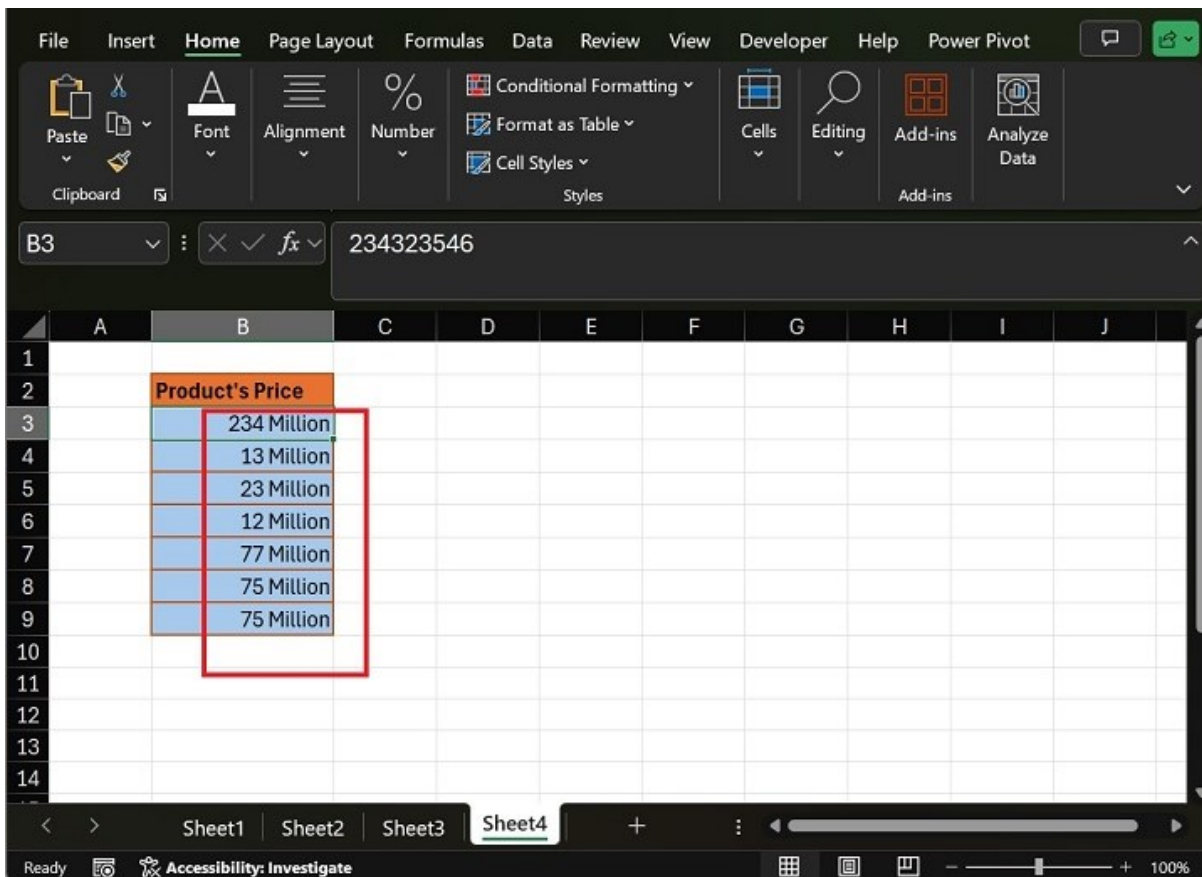 File Insert Home Page Layout Formulas Data Review View Developer Help Power Pivot
Paste
Clipboard
Font
Alignment
%
Number
Conditional Formatting
Format as Table
Cell Styles
Styles
Cells
Editing
Add-ins
Add-ins
Analyze
Data
B3 fx 234323546
A B C D E F G H I J
1
2 Product's Price
3 234 Million
4 13 Million
5 23 Million
6 12 Million
7 77 Million
8 75 Million
9 75 Million
10
11
12
13
14
Sheet1 Sheet2 Sheet3 Sheet4 +
Ready Accessibility: Investigate - + 100%